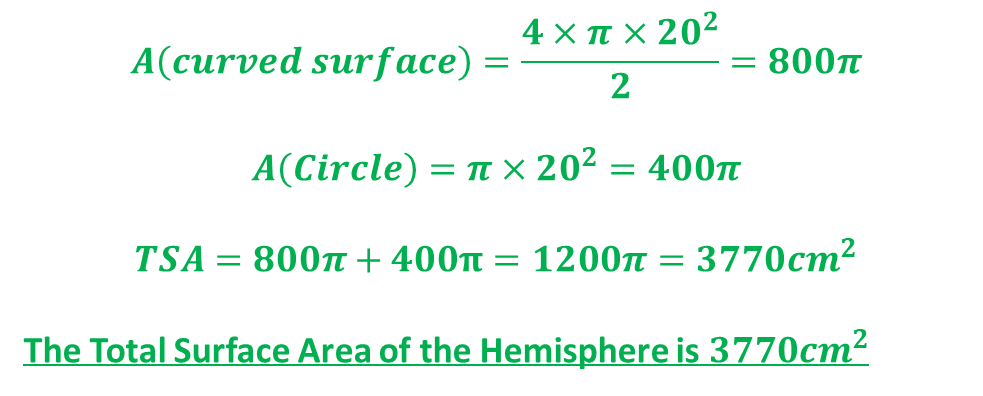 A(curved surface) = \frac{4 × π × 20²}{2} = 800π
A(Circle) = π × 20² = 400π
TSA = 800π + 400π = 1200π = 3770cm²
The Total Surface Area of the Hemisphere is 3770cm²